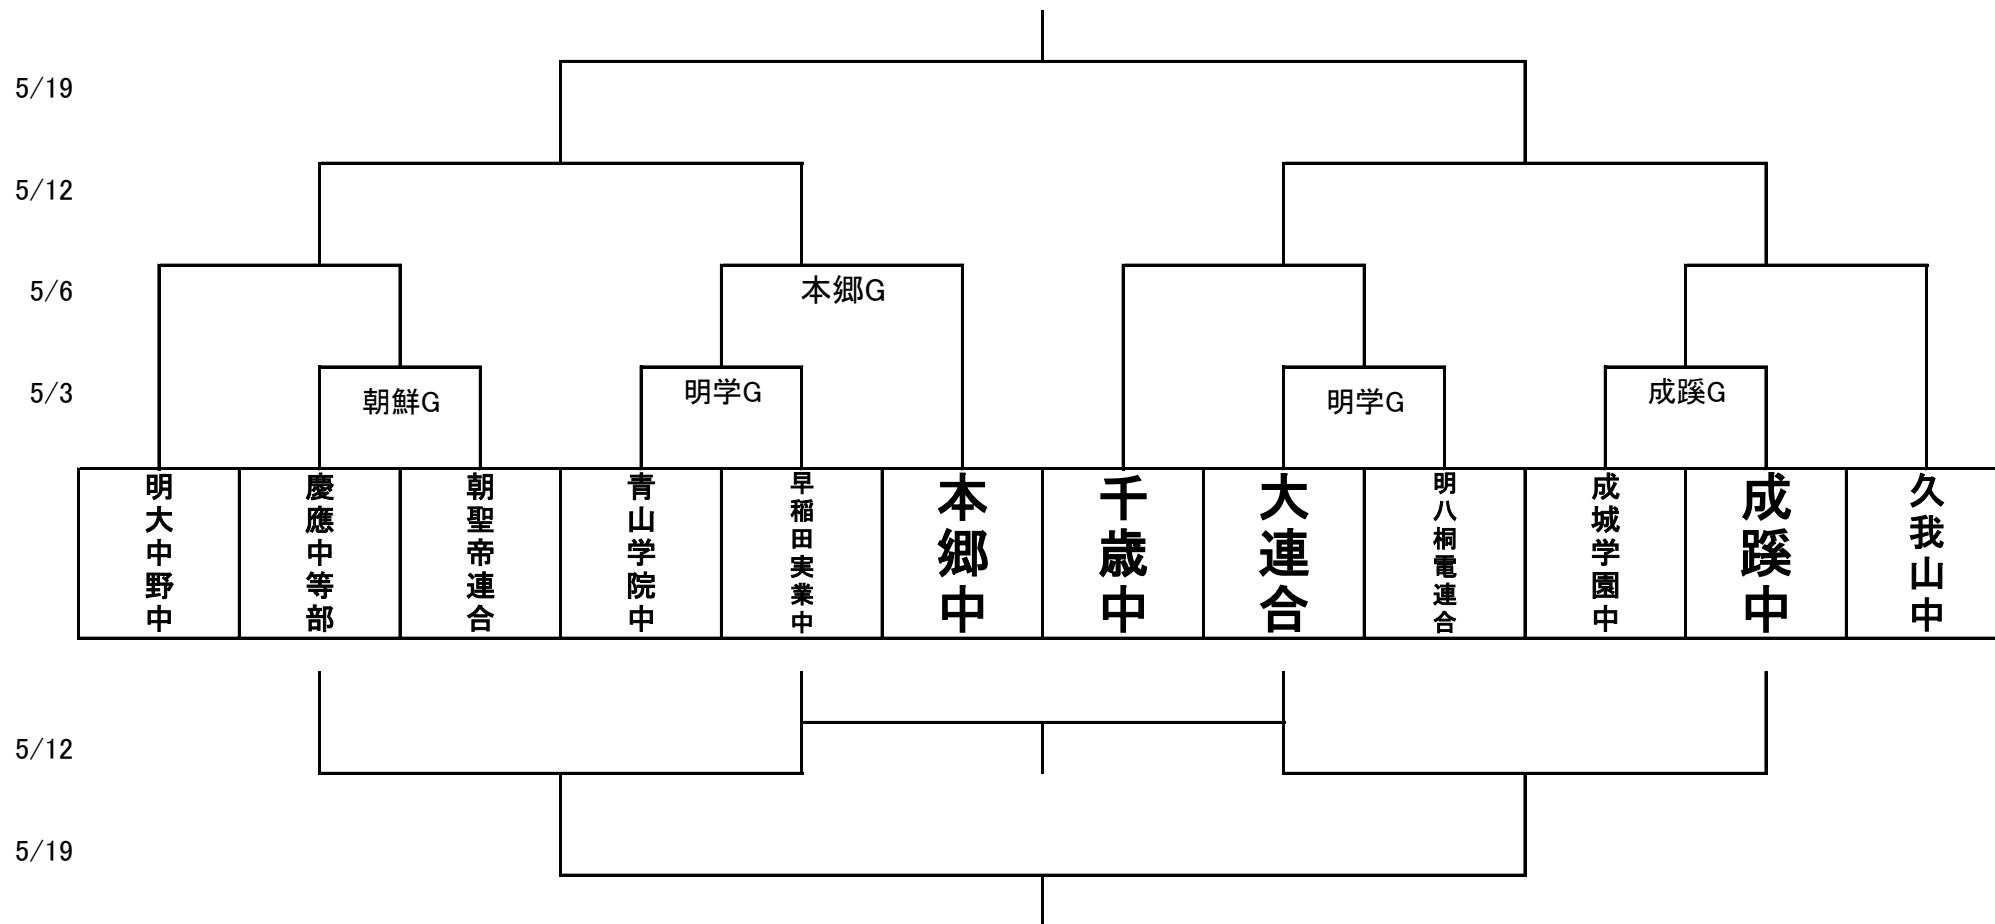 5/19
5/12
5/6
本郷G
5/3
朝鮮G
明学G
明学G
成蹊G
明大中野中
慶應中等部
朝聖帝連合
青山学院中
早稲田実業中
本郷中
千歳中
大連合
明八桐電連合
成城学園中
成蹊中
久我山中
5/12
5/19